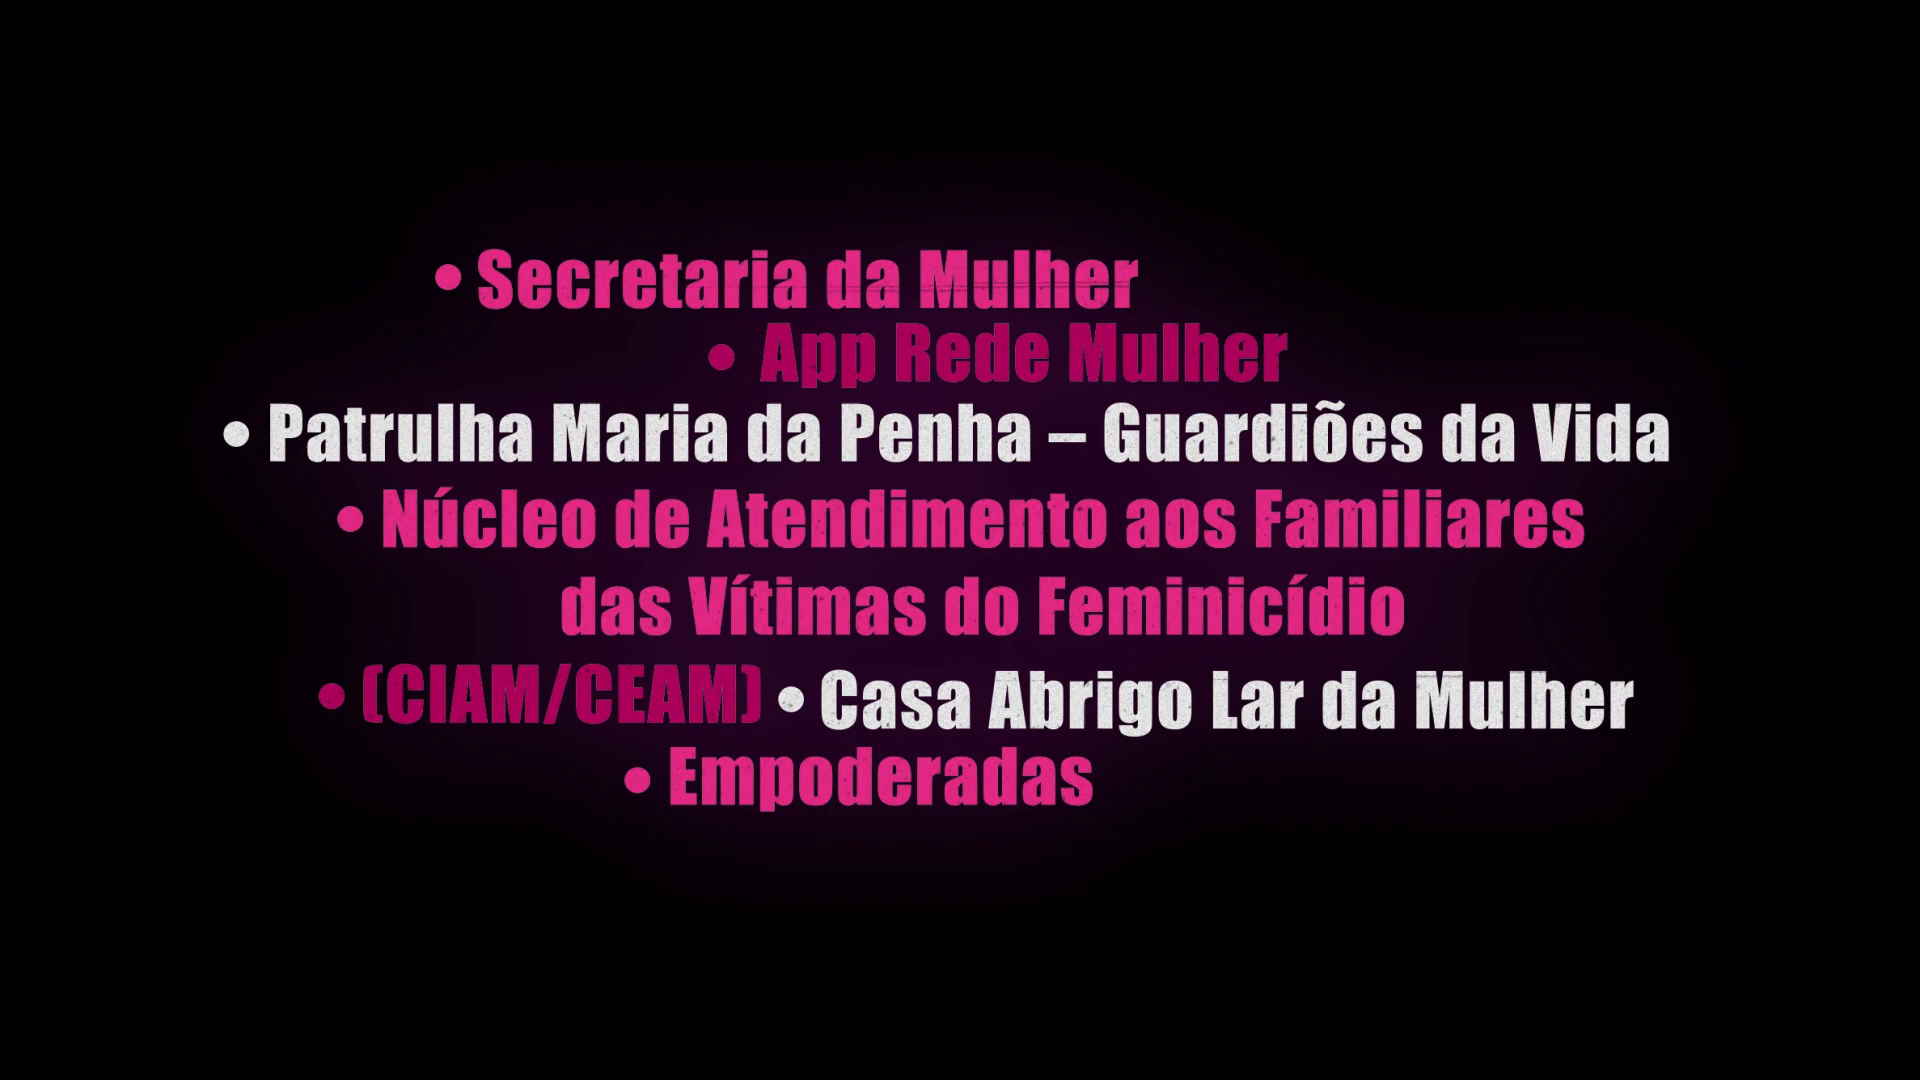 • Secretaria da Mulher
• App Rede Mulher
• Patrulha Maria da Penha – Guardiões da Vida
• Núcleo de Atendimento aos Familiares
das Vítimas do Feminicídio
• (CIAM/CEAM) • Casa Abrigo Lar da Mulher
• Empoderadas